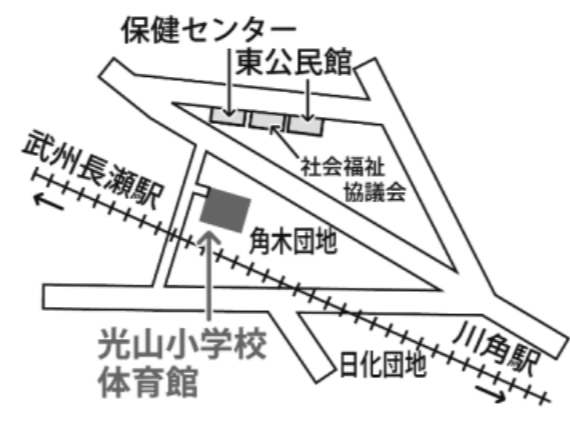 保健センター
東公民館
社会福祉
協議会
武州長瀬駅
角木団地
光山小学校
体育館
日化団地
川角駅